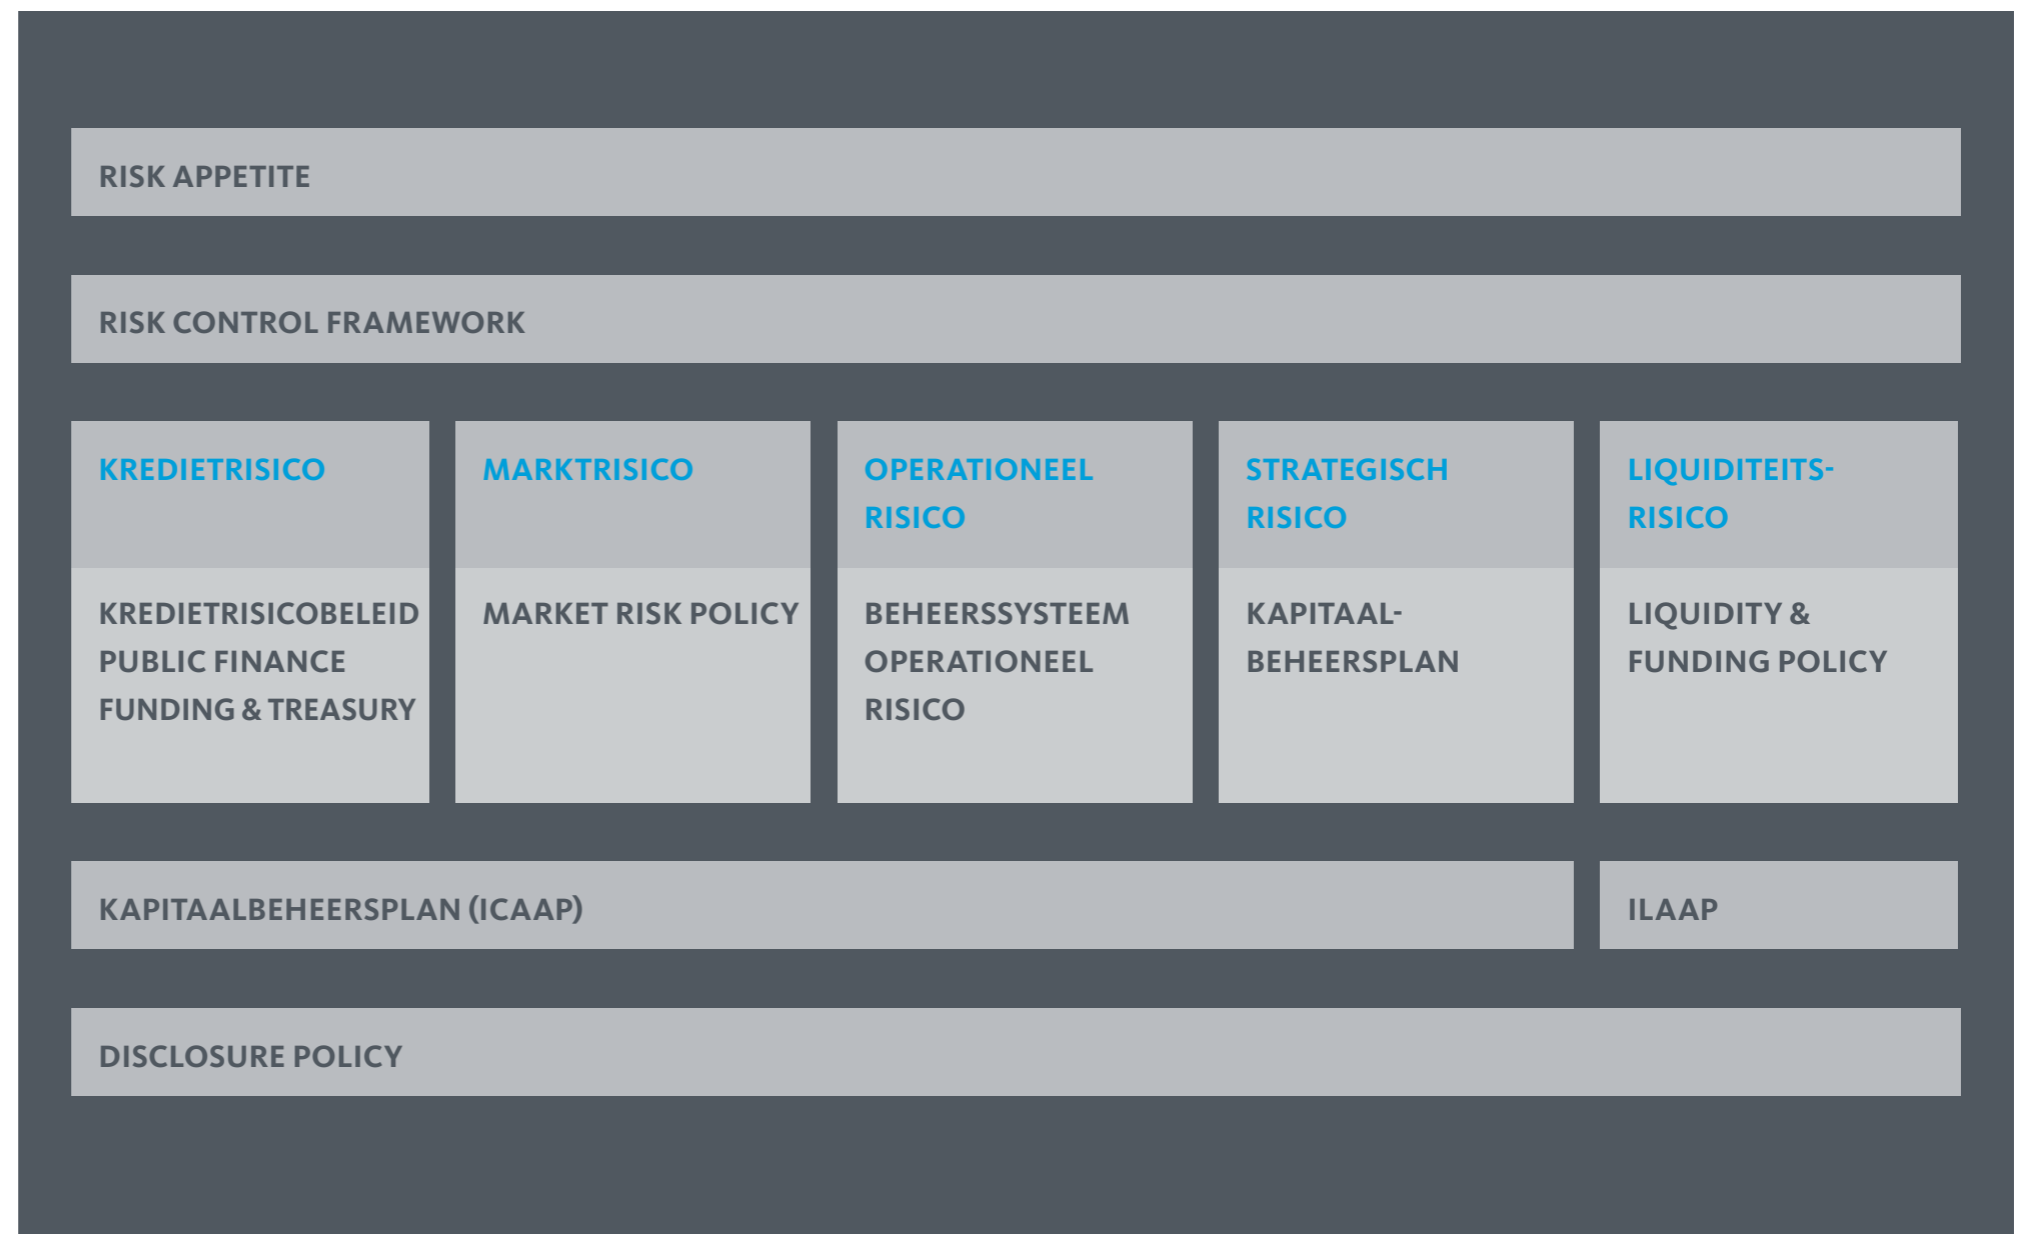 RISK APPETITE
RISK CONTROL FRAMEWORK
KREDIETRISICO
KREDIETRISICOBELEID
PUBLIC FINANCE
FUNDING & TREASURY
MARKTRISICO
MARKET RISK POLICY
OPERATIONEEL
RISICO
BEHEERSSYSTEEM
OPERATIONEEL
RISICO
STRATEGISCH
RISICO
KAPITAAL-
BEHEERSPLAN
LIQUIDITEITS-
RISICO
LIQUIDITY &
FUNDING POLICY
KAPITAALBEHEERSPLAN (ICAAP)
ILAAP
DISCLOSURE POLICY